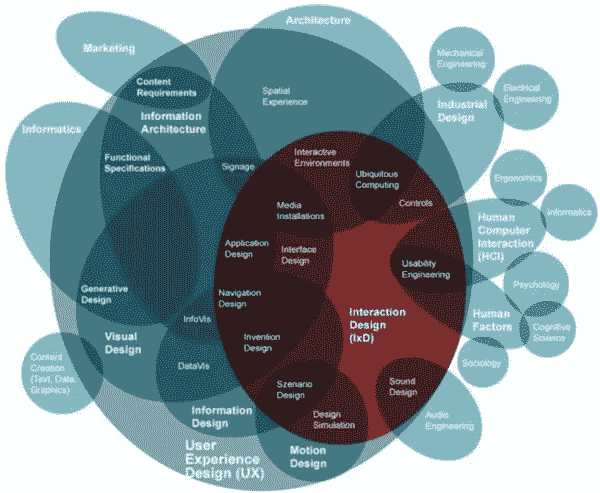 Architecture
Marketing
Mechanical
Engineering
Content
Requirements
Electrical
Engineering
Spatial
Experience
Industrial
Design
Information
Architecture
Informatics
Interactive
Environments
Functional
Specifications
Signage
Ubiquitous
Computing
Ergonomics
Media
Installations
Controls
Informatics
Human
Computer
Interaction
(HCI)
Application
Design
Interface
Design
Usability
Engineering
Psychology
Generative
Design
Navigation
Design
InfoVis
Interaction
Design
(IxD)
Human
Factors
Cognitive
Science
Visual
Design
Invention
Design
Content
Creation
(Text, Data,
Graphics)
DataVis
Sociology
Szenario
Design
Sound
Design
Information
Design
Design
Simulation
Audio
Engineering
User
Experience
Design (UX)
Motion
Design